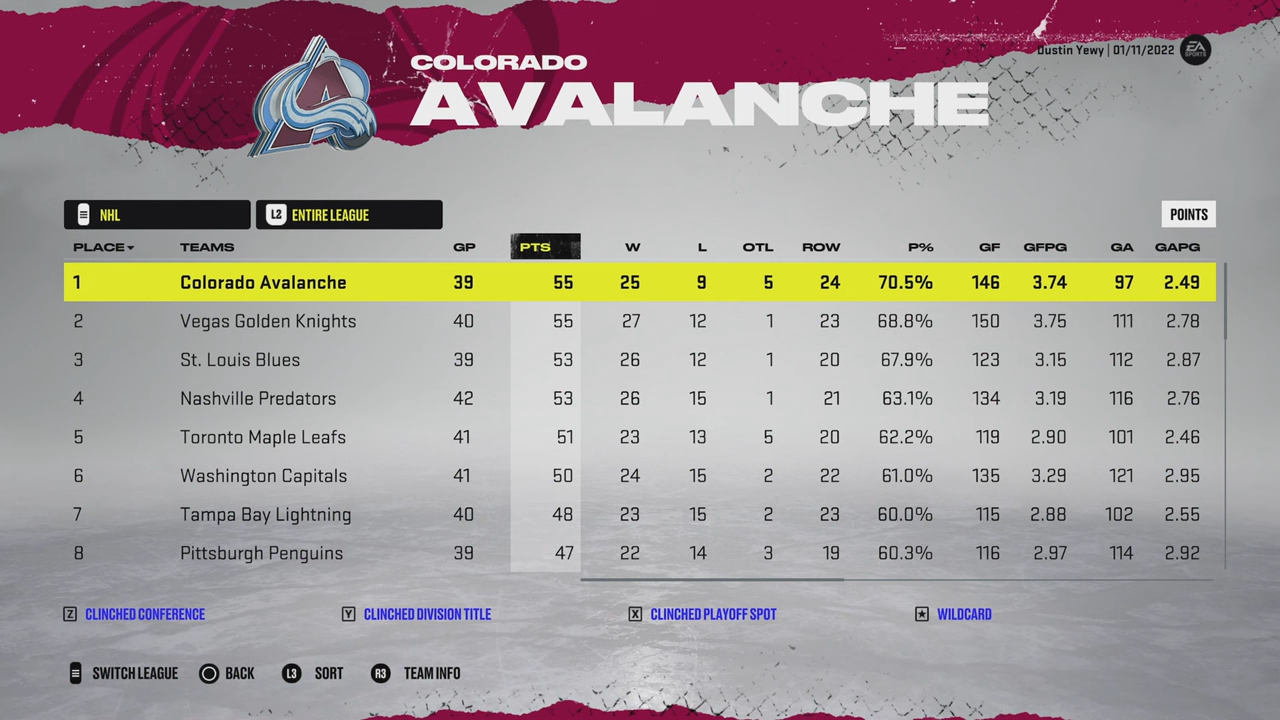 Dustin Yewy | 01/11/2022
EA SPORTS
COLORADO
AVALANCHE
NHL L2 ENTIRE LEAGUE POINTS
PLACE TEAMS GP PTS W L OTL ROW P% GF GFPG GA GAPG
1 Colorado Avalanche 39 55 25 9 5 24 70.5% 146 3.74 97 2.49
2 Vegas Golden Knights 40 55 27 12 1 23 68.8% 150 3.75 111 2.78
3 St. Louis Blues 39 53 26 12 1 20 67.9% 123 3.15 112 2.87
4 Nashville Predators 42 53 26 15 1 21 63.1% 134 3.19 116 2.76
5 Toronto Maple Leafs 41 51 23 13 5 20 62.2% 119 2.90 101 2.46
6 Washington Capitals 41 50 24 15 2 22 61.0% 135 3.29 121 2.95
7 Tampa Bay Lightning 40 48 23 15 2 23 60.0% 115 2.88 102 2.55
8 Pittsburgh Penguins 39 47 22 14 3 19 60.3% 116 2.97 114 2.92
Z CLINCHED CONFERENCE Y CLINCHED DIVISION TITLE X CLINCHED PLAYOFF SPOT ★ WILDCARD
SWITCH LEAGUE BACK L3 SORT R3 TEAM INFO